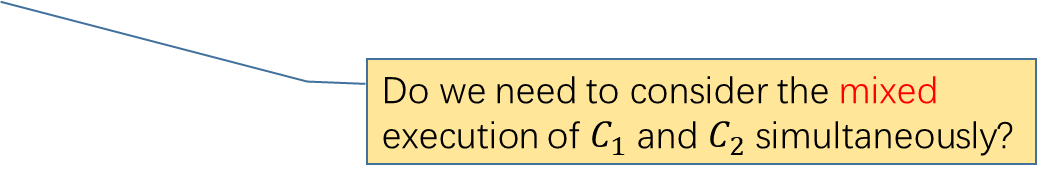 Do we need to consider the mixed
execution of C₁ and C₂ simultaneously?